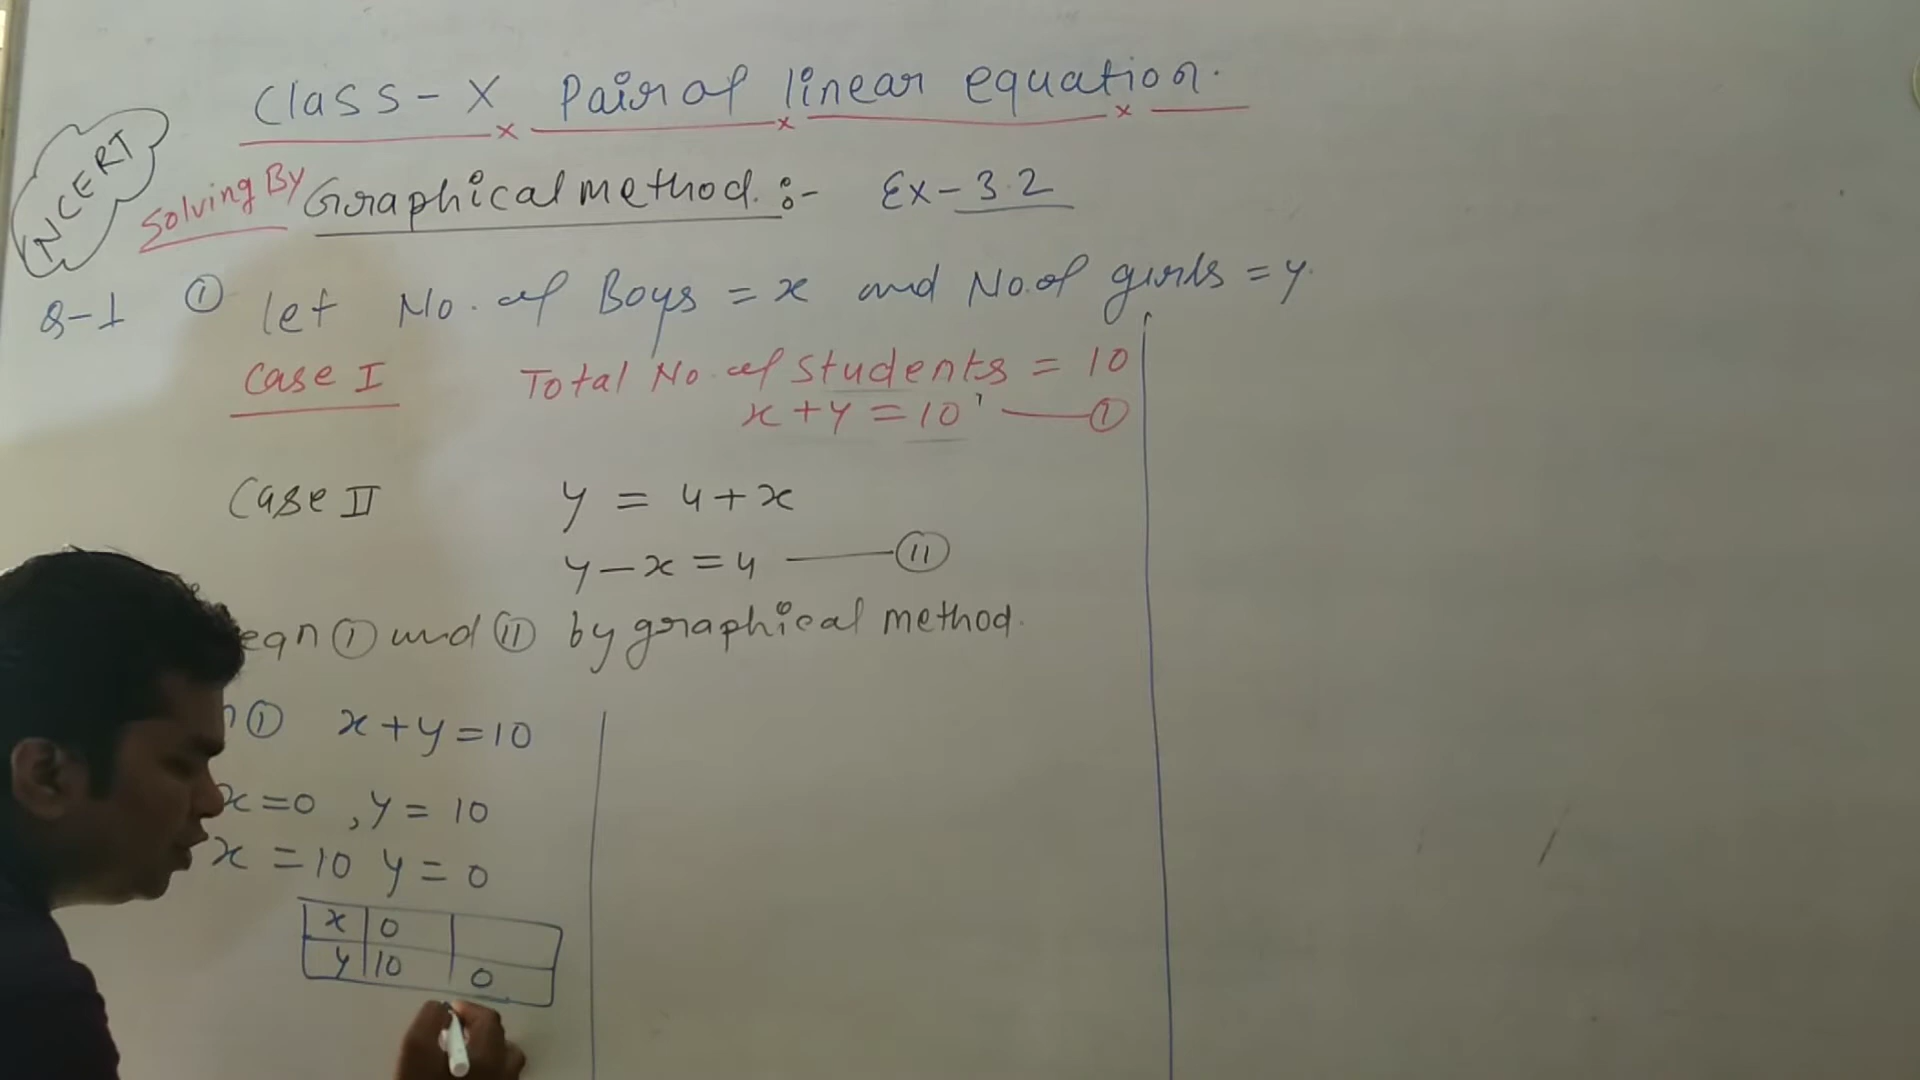 Class - X Pair of linear equation.
NCERT
Solving By Graphical method. :- Ex - 3.2
Q-1 ① let No. of Boys = x and No. of girls = y.
Case I Total No. of Students = 10
x + y = 10 ①
Case II y = 4 + x
y - x = 4 ⑪
eqn ① and ⑪ by graphical method.
① x + y = 10
x = 0 , y = 10
x = 10 y = 0
x 0
y 10 0